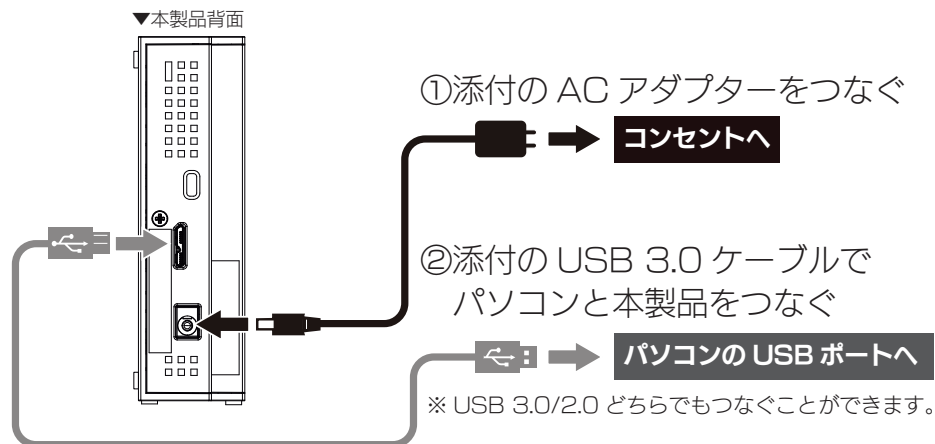 ▼本製品背面
①添付の AC アダプターをつなぐ
コンセントへ
②添付の USB 3.0 ケーブルで
パソコンと本製品をつなぐ
パソコンの USB ポートへ
※ USB 3.0/2.0 どちらでもつなぐことができます。